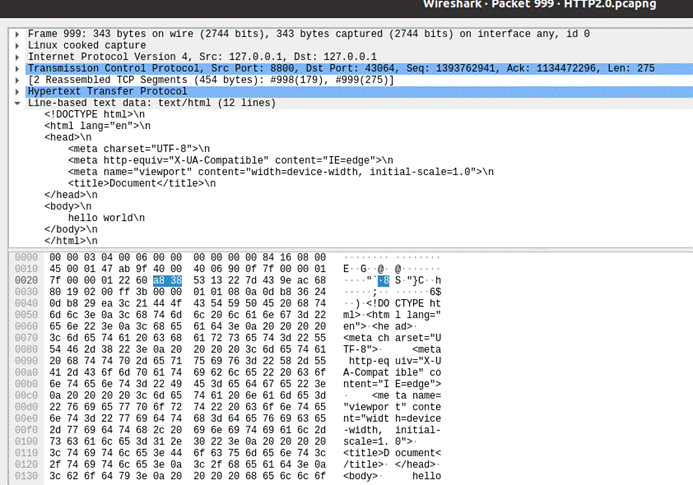 Wireshark · Packet 999 · HTTP2.0.pcapng
Frame 999: 343 bytes on wire (2744 bits), 343 bytes captured (2744 bits) on interface any, id 0
Linux cooked capture
Internet Protocol Version 4, Src: 127.0.0.1, Dst: 127.0.0.1
Transmission Control Protocol, Src Port: 8800, Dst Port: 43064, Seq: 1393762941, Ack: 1134472296, Len: 275
[2 Reassembled TCP Segments (454 bytes): #998(179), #999(275)]
Hypertext Transfer Protocol
Line-based text data: text/html (12 lines)
<!DOCTYPE html>\n
<html lang="en">\n
<head>\n
<meta charset="UTF-8">\n
<meta http-equiv="X-UA-Compatible" content="IE=edge">\n
<meta name="viewport" content="width=device-width, initial-scale=1.0">\n
<title>Document</title>\n
</head>\n
<body>\n
hello world\n
</body>\n
</html>\n
0000 00 00 03 04 00 06 00 00 00 00 00 00 84 16 08 00 ········ ········
0010 45 00 01 47 ab 9f 40 00 40 06 90 0f 7f 00 00 01 E··G··@· @·······
0020 7f 00 00 01 22 60 a8 38 53 13 22 7d 43 9e ac 68 ····"`·8 S·"}C··h
0030 80 19 02 00 ff 3b 00 00 01 01 08 0a 0d b8 36 24 ·····;·· ······6$
0040 0d b8 29 ea 3c 21 44 4f 43 54 59 50 45 20 68 74 ··)·<!DO CTYPE ht
0050 6d 6c 3e 0a 3c 68 74 6d 6c 20 6c 61 6e 67 3d 22 ml>·<htm l lang="
0060 65 6e 22 3e 0a 3c 68 65 61 64 3e 0a 20 20 20 20 en">·<he ad>·
0070 3c 6d 65 74 61 20 63 68 61 72 73 65 74 3d 22 55 <meta ch arset="U
0080 54 46 2d 38 22 3e 0a 20 20 20 20 3c 6d 65 74 61 TF-8">· <meta
0090 20 68 74 74 70 2d 65 71 75 69 76 3d 22 58 2d 55 http-eq uiv="X-U
00a0 41 2d 43 6f 6d 70 61 74 69 62 6c 65 22 20 63 6f A-Compat ible" co
00b0 6e 74 65 6e 74 3d 22 49 45 3d 65 64 67 65 22 3e ntent="I E=edge">
00c0 0a 20 20 20 20 3c 6d 65 74 61 20 6e 61 6d 65 3d ·    <me ta name=
00d0 22 76 69 65 77 70 6f 72 74 22 20 63 6f 6e 74 65 "viewpor t" conte
00e0 6e 74 3d 22 77 69 64 74 68 3d 64 65 76 69 63 65 nt="widt h=device
00f0 2d 77 69 64 74 68 2c 20 69 6e 69 74 69 61 6c 2d -width, initial-
0100 73 63 61 6c 65 3d 31 2e 30 22 3e 0a 20 20 20 20 scale=1. 0">·
0110 3c 74 69 74 6c 65 3e 44 6f 63 75 6d 65 6e 74 3c <title>D ocument<
0120 2f 74 69 74 6c 65 3e 0a 3c 2f 68 65 61 64 3e 0a /title>· </head>·
0130 3c 62 6f 64 79 3e 0a 20 20 20 20 68 65 6c 6c 6f <body>· hello